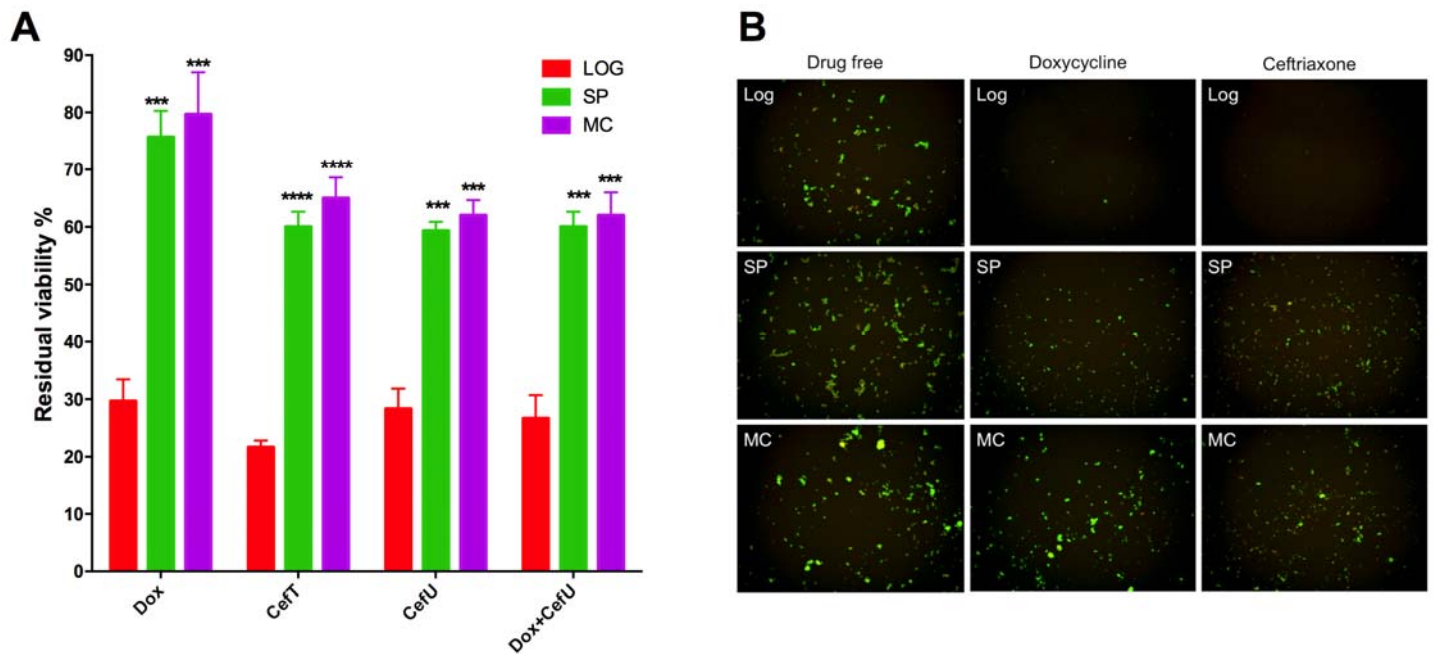 A
90
80
70
60
50
40
30
20
10
0
Residual viability %
LOG
SP
MC
***
***
****
****
***
***
***
***
Dox
CefT
CefU
Dox+CefU
B
Drug free
Doxycycline
Ceftriaxone
Log
Log
Log
SP
SP
SP
MC
MC
MC